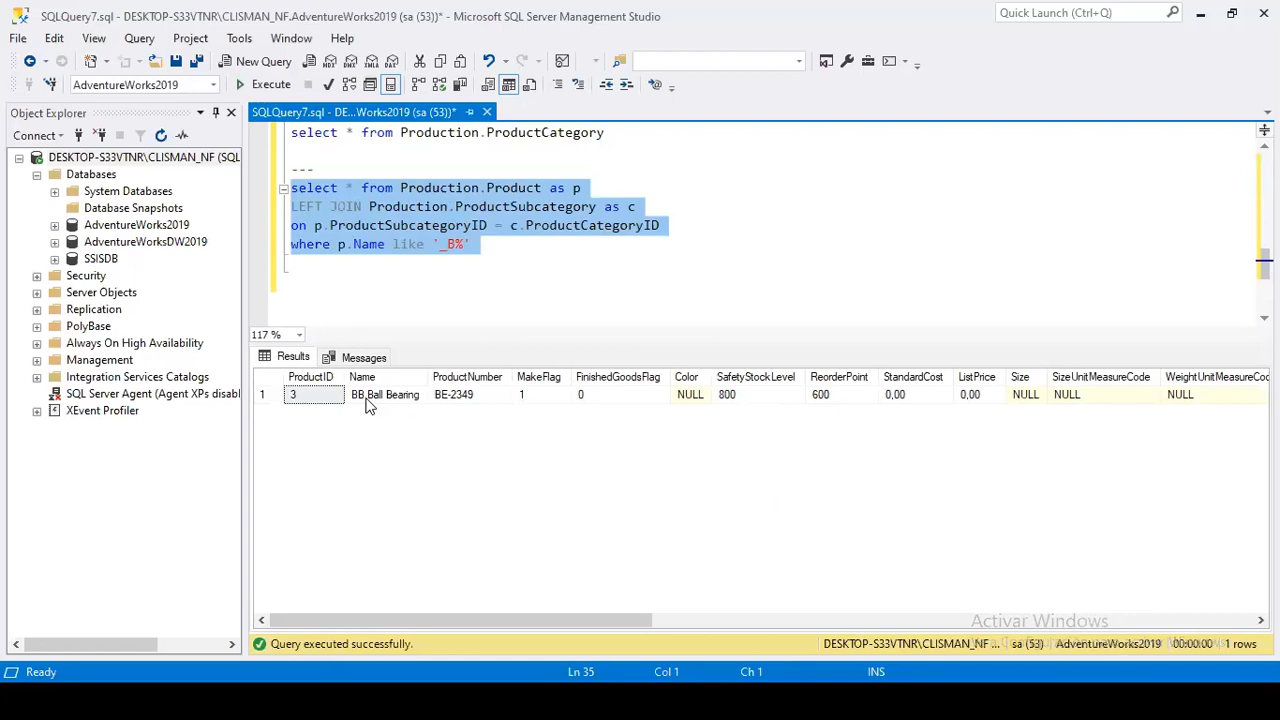 SQLQuery7.sql - DESKTOP-S33VTNR\CLISMAN_NF.AdventureWorks2019 (sa (53))* - Microsoft SQL Server Management Studio
Quick Launch (Ctrl+Q)
File Edit View Query Project Tools Window Help
New Query
MDX DMX XMLA DAX
AdventureWorks2019
Execute
Object Explorer
SQLQuery7.sql - DE...Works2019 (sa (53))*
Connect
DESKTOP-S33VTNR\CLISMAN_NF (SQL
Databases
System Databases
Database Snapshots
AdventureWorks2019
AdventureWorksDW2019
SSISDB
Security
Server Objects
Replication
PolyBase
Always On High Availability
Management
Integration Services Catalogs
SQL Server Agent (Agent XPs disabl
XEvent Profiler
select * from Production.ProductCategory
---
select * from Production.Product as p
LEFT JOIN Production.ProductSubcategory as c
on p.ProductSubcategoryID = c.ProductCategoryID
where p.Name like '_B%'
117 %
Results Messages
ProductID Name ProductNumber MakeFlag FinishedGoodsFlag Color SafetyStockLevel ReorderPoint StandardCost ListPrice Size SizeUnitMeasureCode WeightUnitMeasureCod
1 3 BB Ball Bearing BE-2349 1 0 NULL 800 600 0,00 0,00 NULL NULL NULL
Activar Windows
Query executed successfully.
DESKTOP-S33VTNR\CLISMAN_NF ... sa (53) AdventureWorks2019 00:00:00 1 rows
Ready Ln 35 Col 1 Ch 1 INS